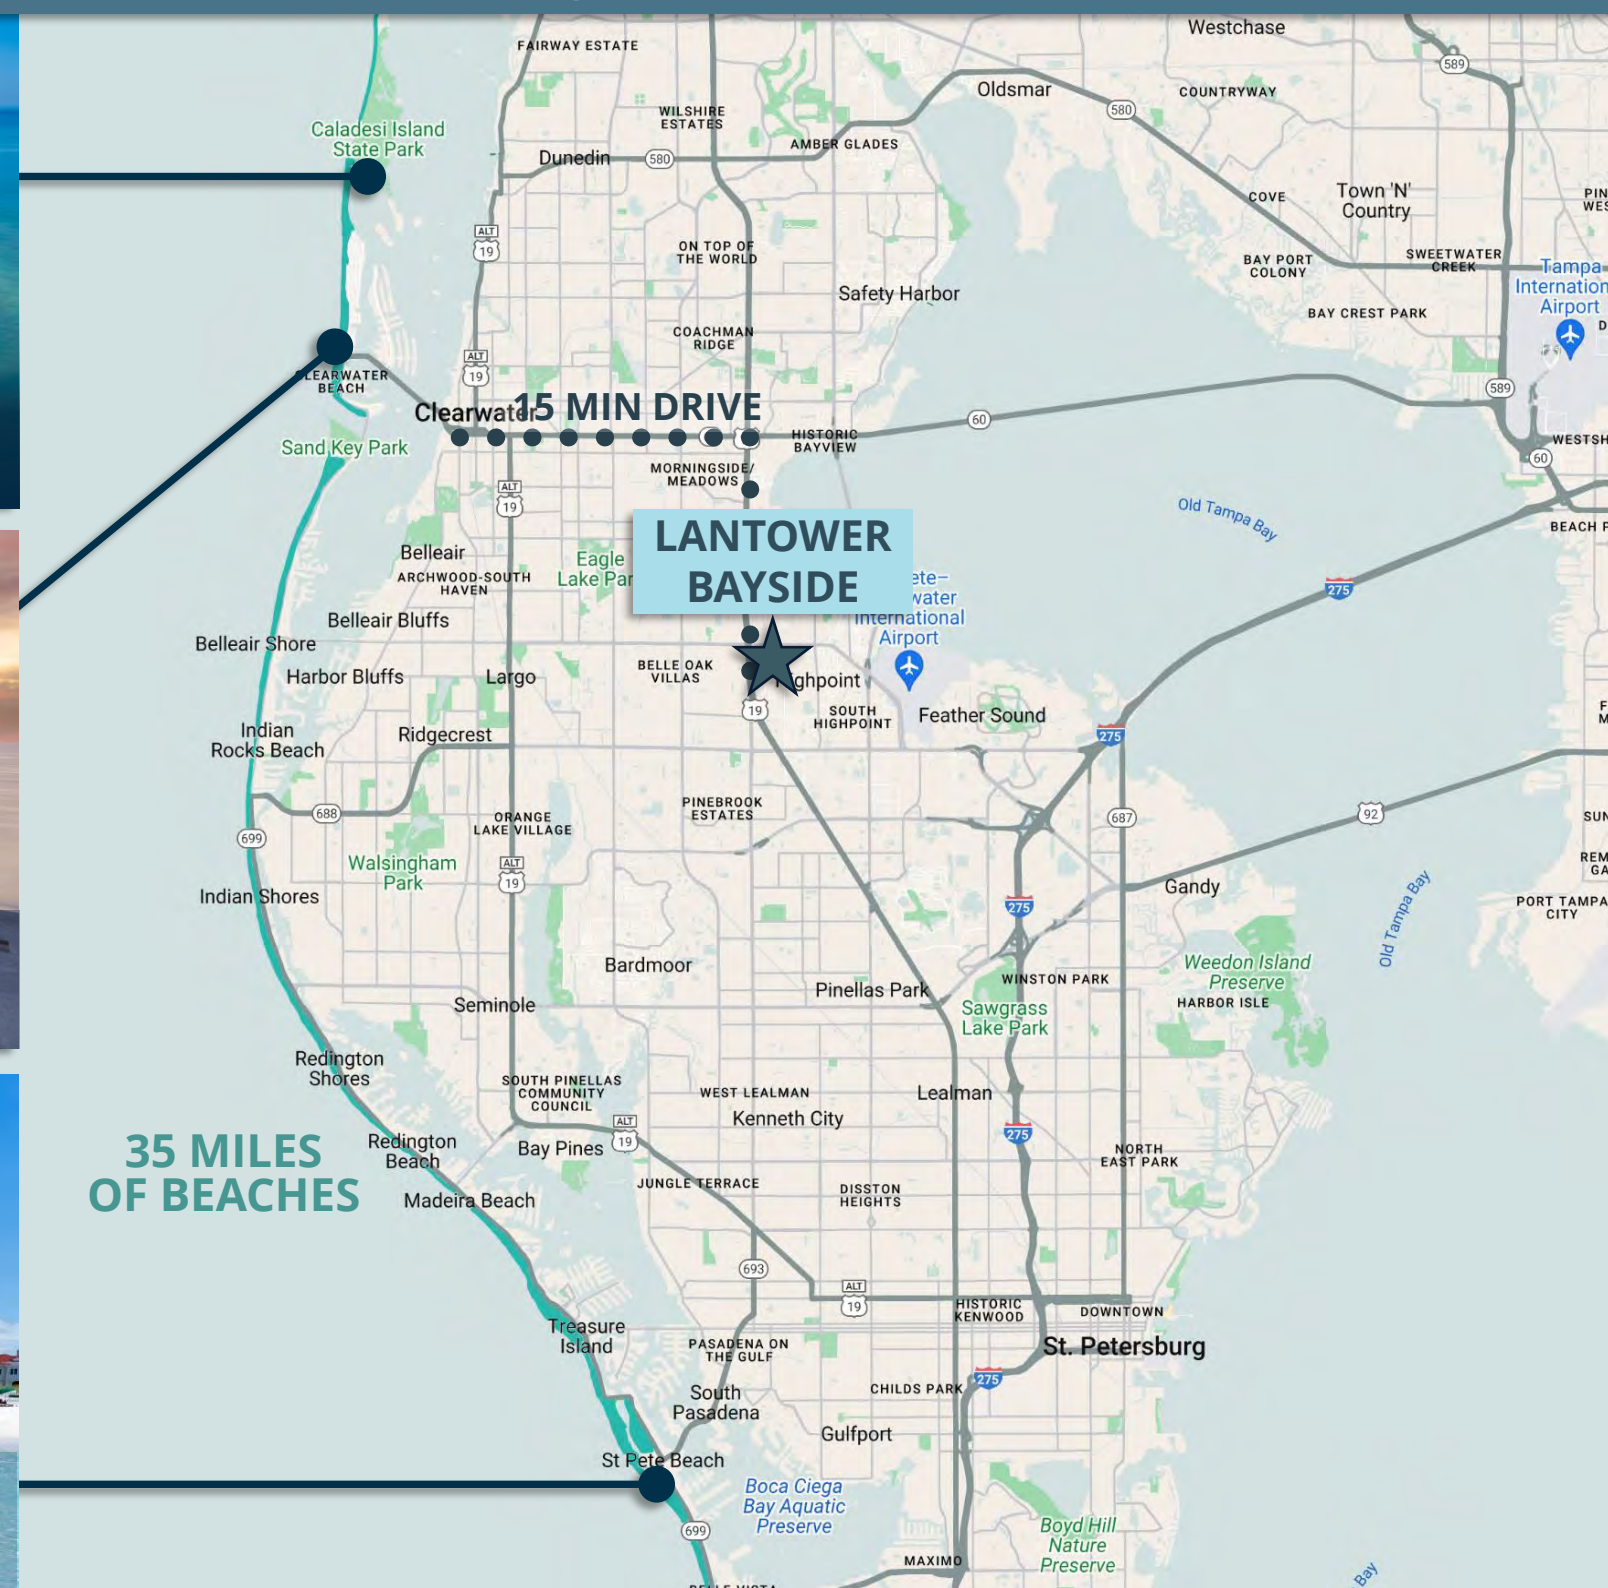 Westchase
FAIRWAY ESTATE
589
Oldsmar
COUNTRYWAY
580
WILSHIRE
ESTATES
Caladesi Island
State Park
AMBER GLADES
Dunedin
580
COVE
Town 'N'
Country
ALT
19
ON TOP OF
THE WORLD
BAY PORT
COLONY
SWEETWATER
CREEK
Tampa
Airport
Safety Harbor
BAY CREST PARK
COACHMAN
RIDGE
ALT
19
CLEARWATER
BEACH
589
Clearwater
15 MIN DRIVE
60
HISTORIC
BAYVIEW
Sand Key Park
60
MORNINGSIDE/
MEADOWS
ALT
19
Old Tampa Bay
LANTOWER
BAYSIDE
Belleair
ARCHWOOD-SOUTH
HAVEN
Eagle
275
International
Airport
Belleair Bluffs
Belleair Shore
Harbor Bluffs
Largo
BELLE OAK
VILLAS
19
SOUTH
HIGHPOINT
Feather Sound
275
Indian
Rocks Beach
Ridgecrest
PINEBROOK
ESTATES
688
699
ORANGE
LAKE VILLAGE
687
92
Walsingham
Park
ALT
19
Indian Shores
275
Gandy
Old Tampa Bay
PORT TAMPA
CITY
Bardmoor
Seminole
Pinellas Park
WINSTON PARK
Weedon Island
Preserve
HARBOR ISLE
Sawgrass
Lake Park
Redington
Shores
SOUTH PINELLAS
COMMUNITY
COUNCIL
WEST LEALMAN
Lealman
Kenneth City
ALT
19
275
35 MILES
OF BEACHES
Redington
Beach
Bay Pines
NORTH
EAST PARK
Madeira Beach
JUNGLE TERRACE
DISSTON
HEIGHTS
693
ALT
19
HISTORIC
KENWOOD
DOWNTOWN
Treasure
Island
PASADENA ON
THE GULF
St. Petersburg
275
CHILDS PARK
South
Pasadena
Gulfport
St Pete Beach
Boca Ciega
Bay Aquatic
Preserve
699
Boyd Hill
Nature
Preserve
MAXIMO
Bay